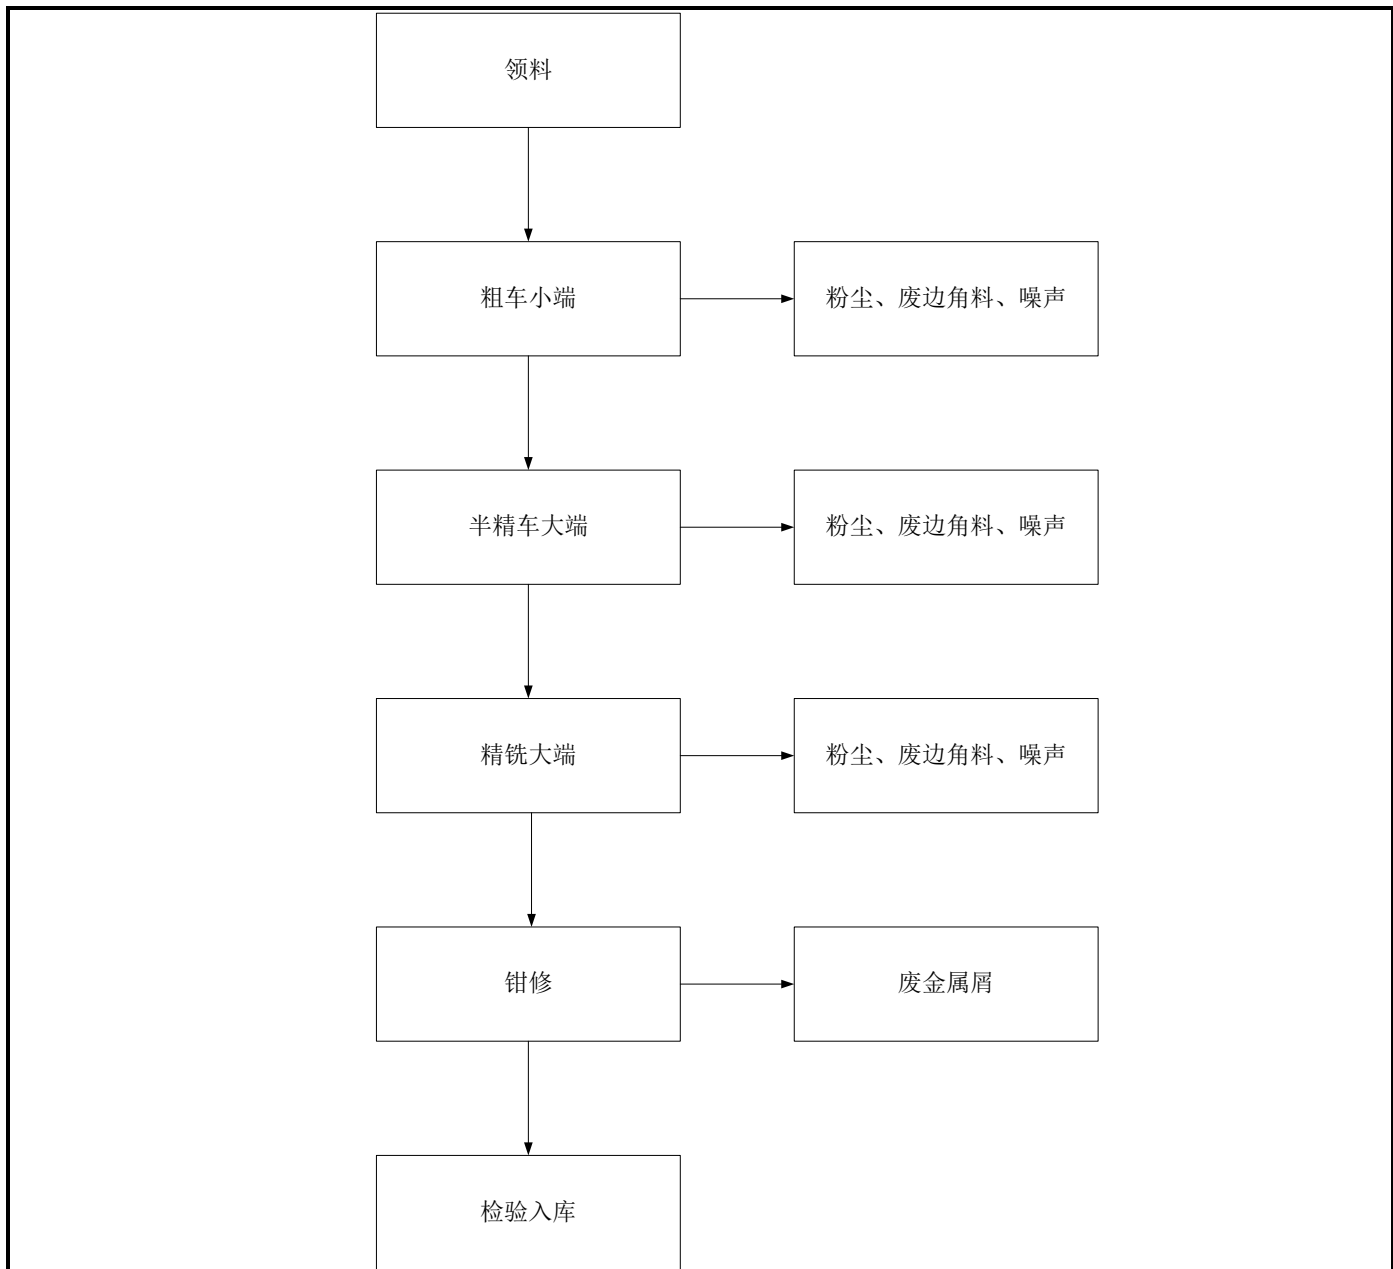 领料
粗车小端
粉尘、废边角料、噪声
半精车大端
粉尘、废边角料、噪声
精铣大端
粉尘、废边角料、噪声
钳修
废金属屑
检验入库